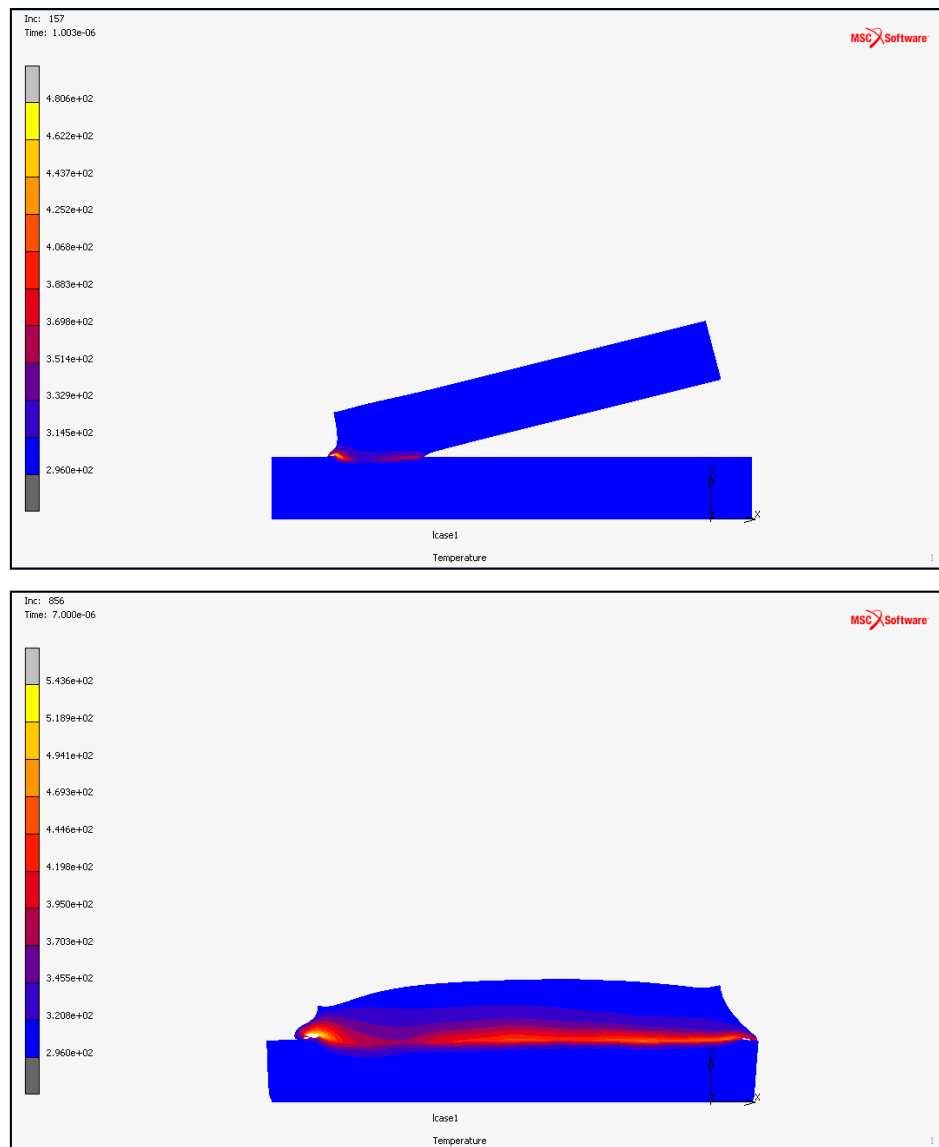 Inc: 157
Time: 1.003e-06
MSC Software
4.806e+02
4.622e+02
4.437e+02
4.252e+02
4.068e+02
3.883e+02
3.698e+02
3.514e+02
3.329e+02
3.145e+02
2.960e+02
Y
X
lcase1
Temperature
1
Inc: 856
Time: 7.000e-06
MSC Software
5.436e+02
5.189e+02
4.941e+02
4.693e+02
4.446e+02
4.198e+02
3.950e+02
3.703e+02
3.455e+02
3.208e+02
2.960e+02
Y
X
lcase1
Temperature
1